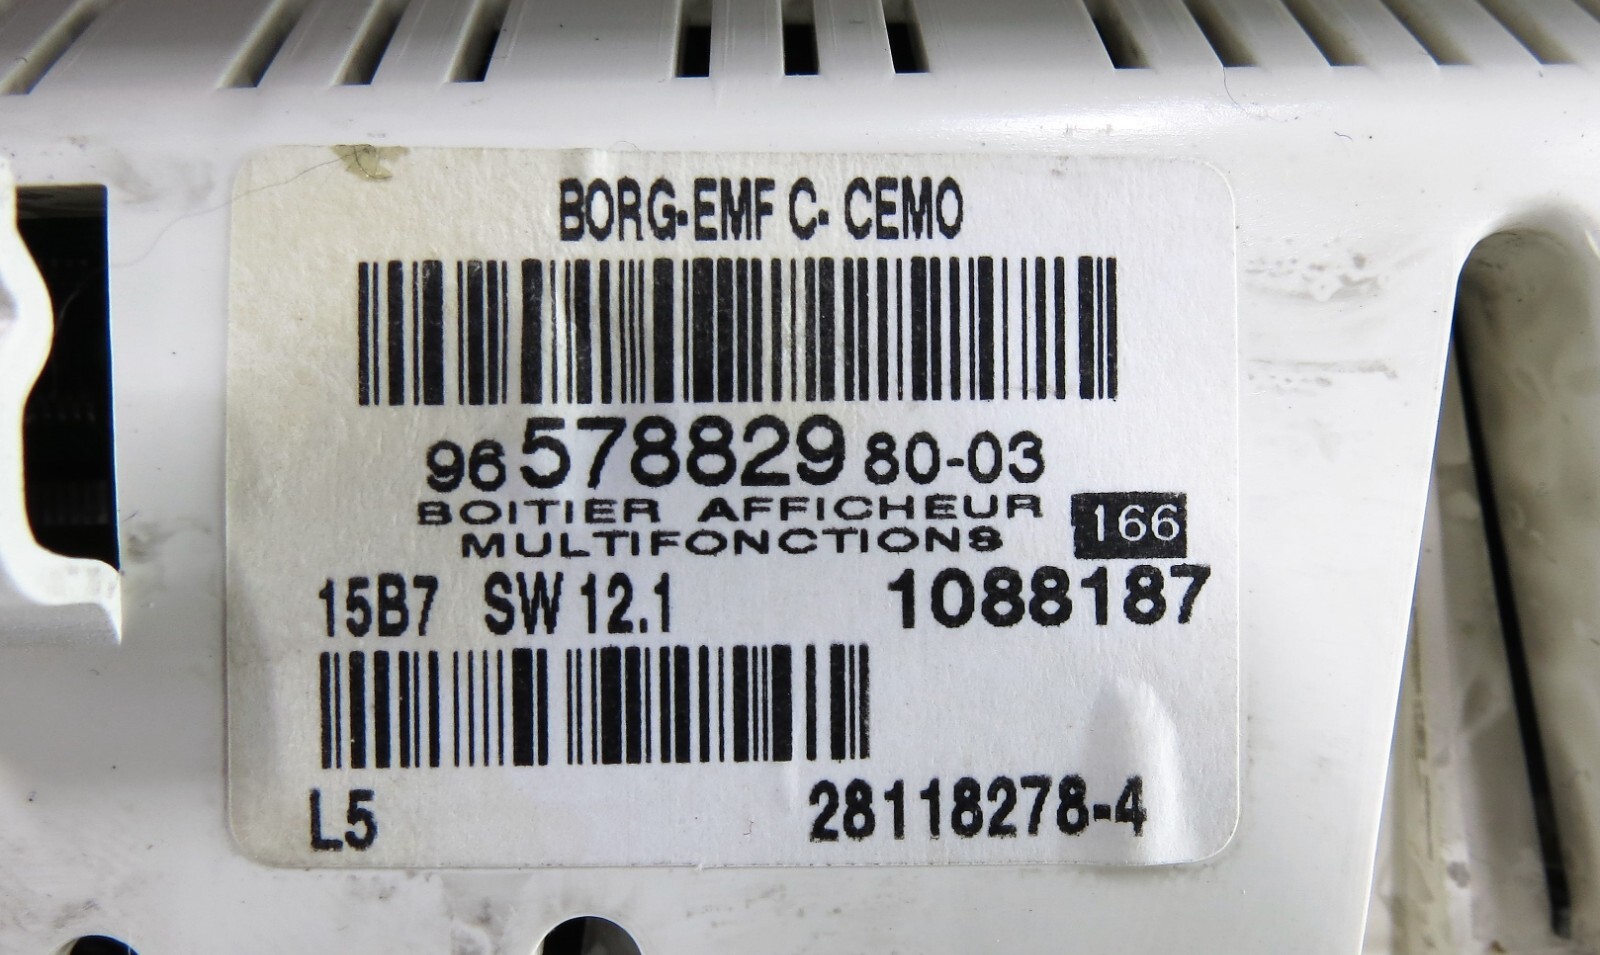 BORG-EMF C- CEMO
96 578829 80-03
BOITIER AFFICHEUR
MULTIFONCTIONS 166
15B7 SW 12.1 1088187
L5 28118278-4